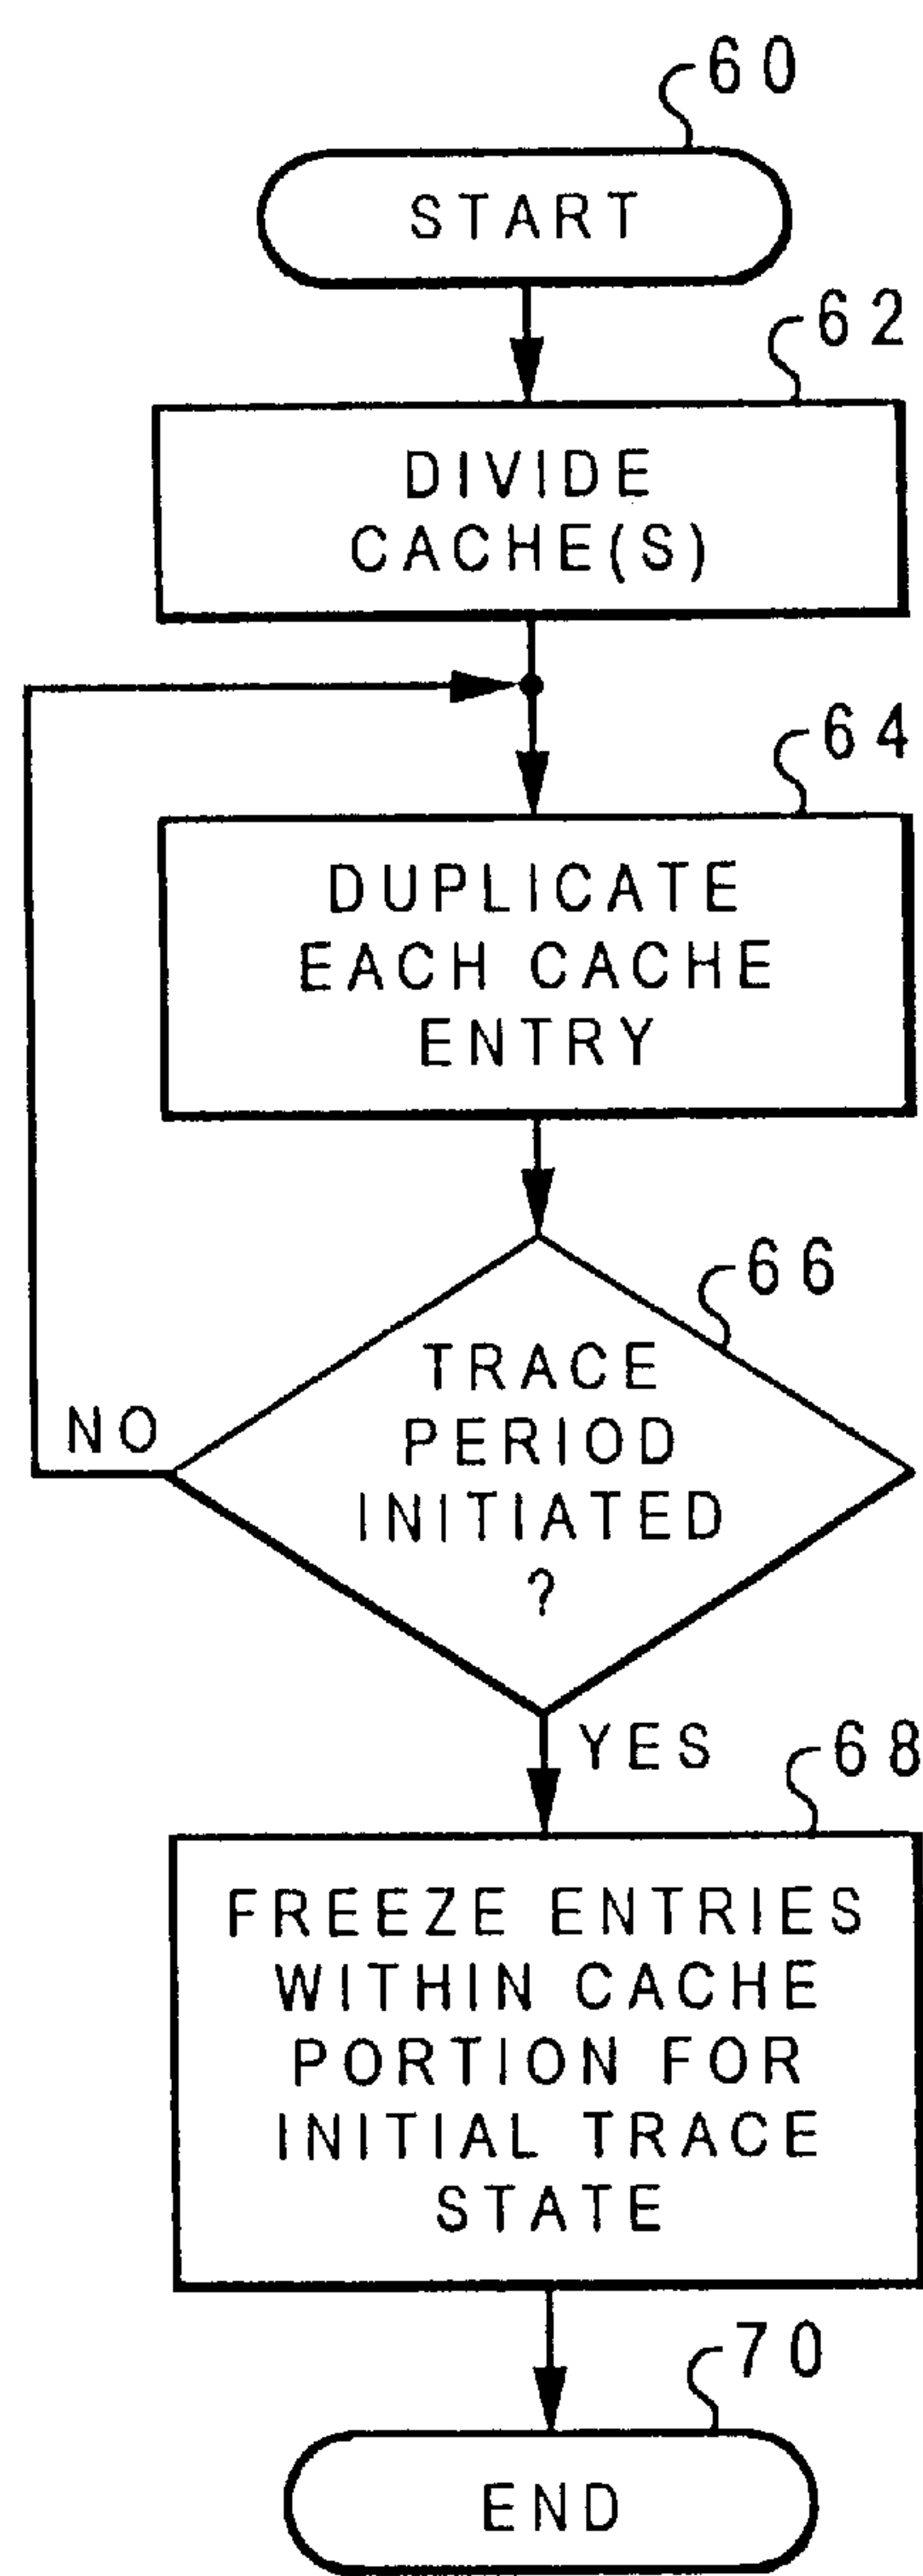 60
START
62
DIVIDE
CACHE(S)
64
DUPLICATE
EACH CACHE
ENTRY
66
TRACE
PERIOD
INITIATED
?
NO
YES
68
FREEZE ENTRIES
WITHIN CACHE
PORTION FOR
INITIAL TRACE
STATE
70
END